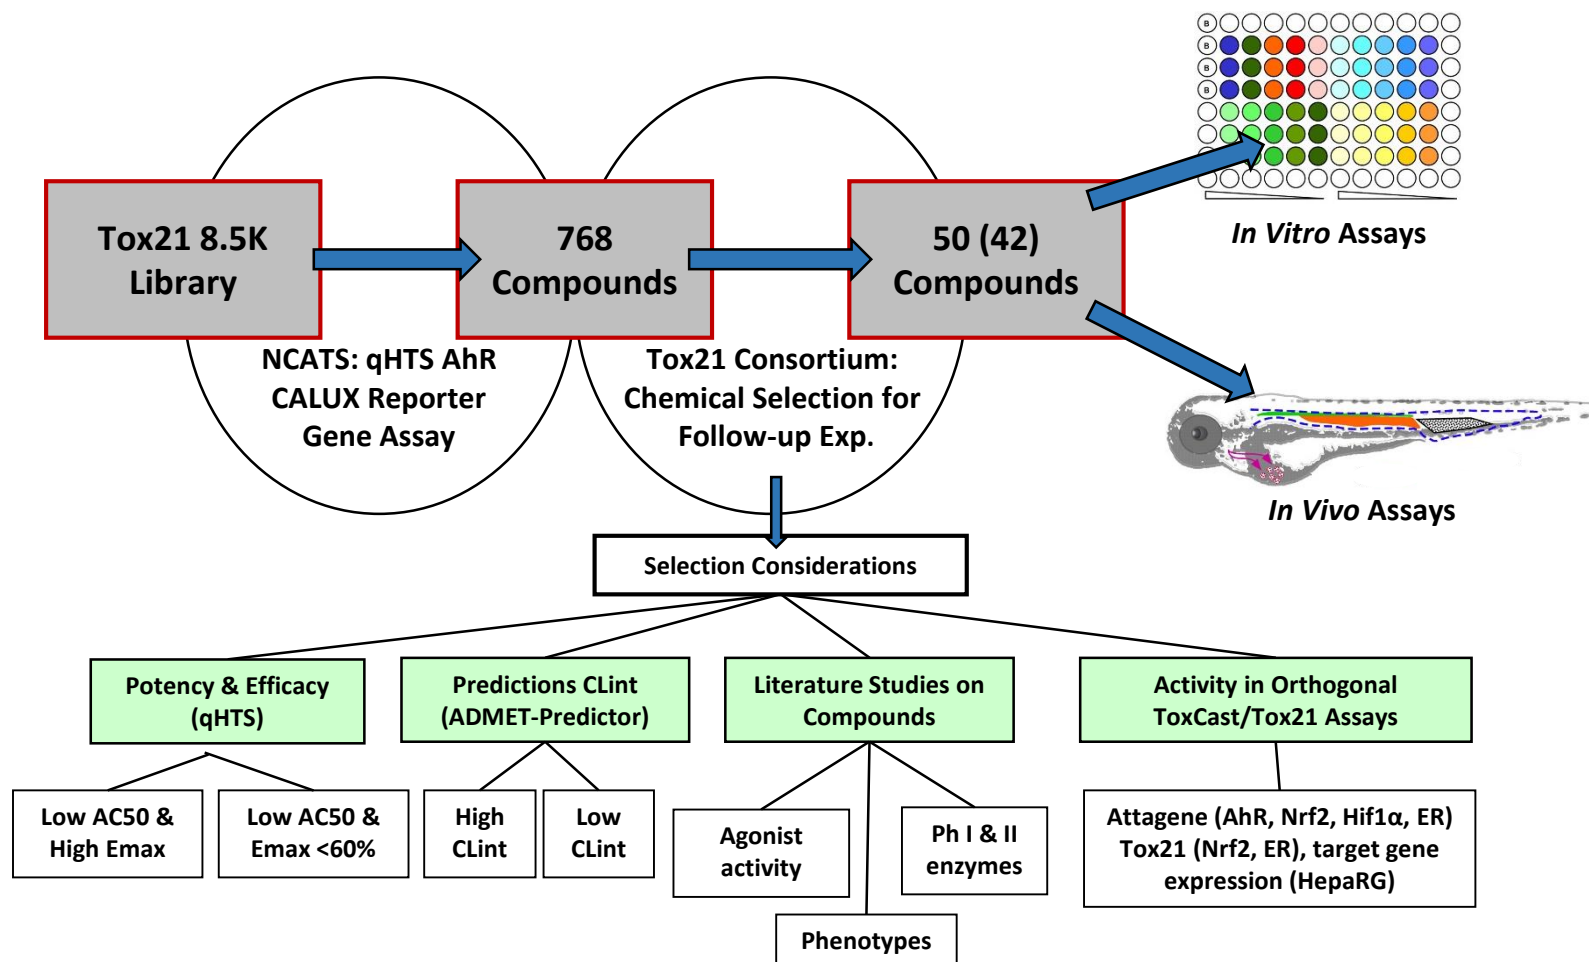 B
B
B
B
Tox21 8.5K
Library
768
Compounds
50 (42)
Compounds
In Vitro Assays
NCATS: qHTS AhR
CALUX Reporter
Gene Assay
Tox21 Consortium:
Chemical Selection for
Follow-up Exp.
In Vivo Assays
Selection Considerations
Potency & Efficacy
(qHTS)
Predictions CLint
(ADMET-Predictor)
Literature Studies on
Compounds
Activity in Orthogonal
ToxCast/Tox21 Assays
Low AC50 &
High Emax
Low AC50 &
Emax <60%
High
CLint
Low
CLint
Agonist
activity
Phenotypes
Ph I & II
enzymes
Attagene (AhR, Nrf2, Hif1α, ER)
Tox21 (Nrf2, ER), target gene
expression (HepaRG)